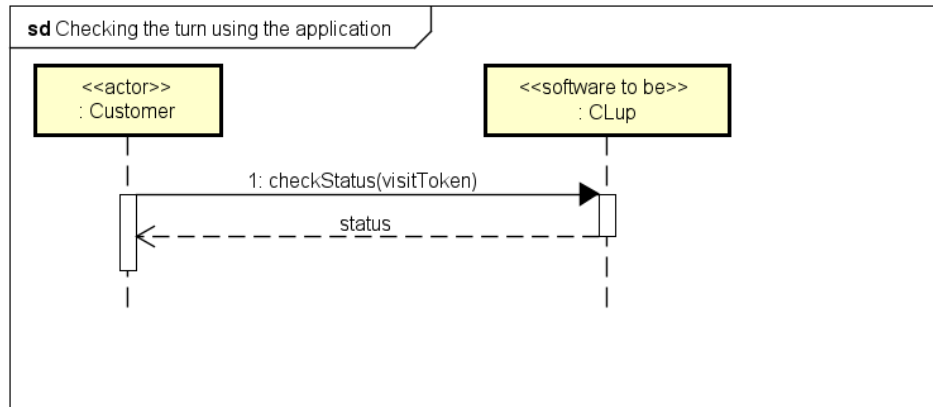 sd Checking the turn using the application
<<actor>>
: Customer
<<software to be>>
: CLup
1: checkStatus(visitToken)
status